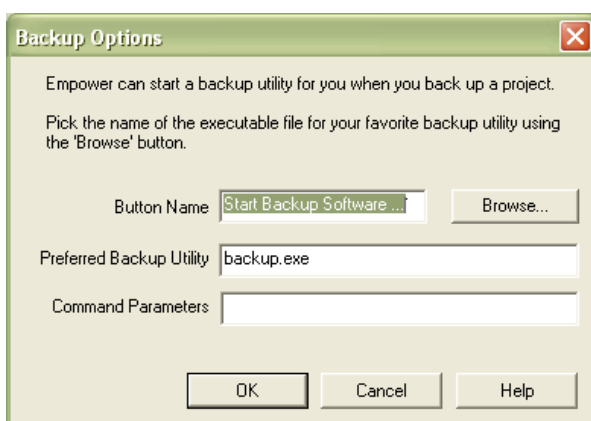 Backup Options
Empower can start a backup utility for you when you back up a project.
Pick the name of the executable file for your favorite backup utility using
the 'Browse' button.
Button Name Start Backup Software ... Browse...
Preferred Backup Utility backup.exe
Command Parameters
OK Cancel Help